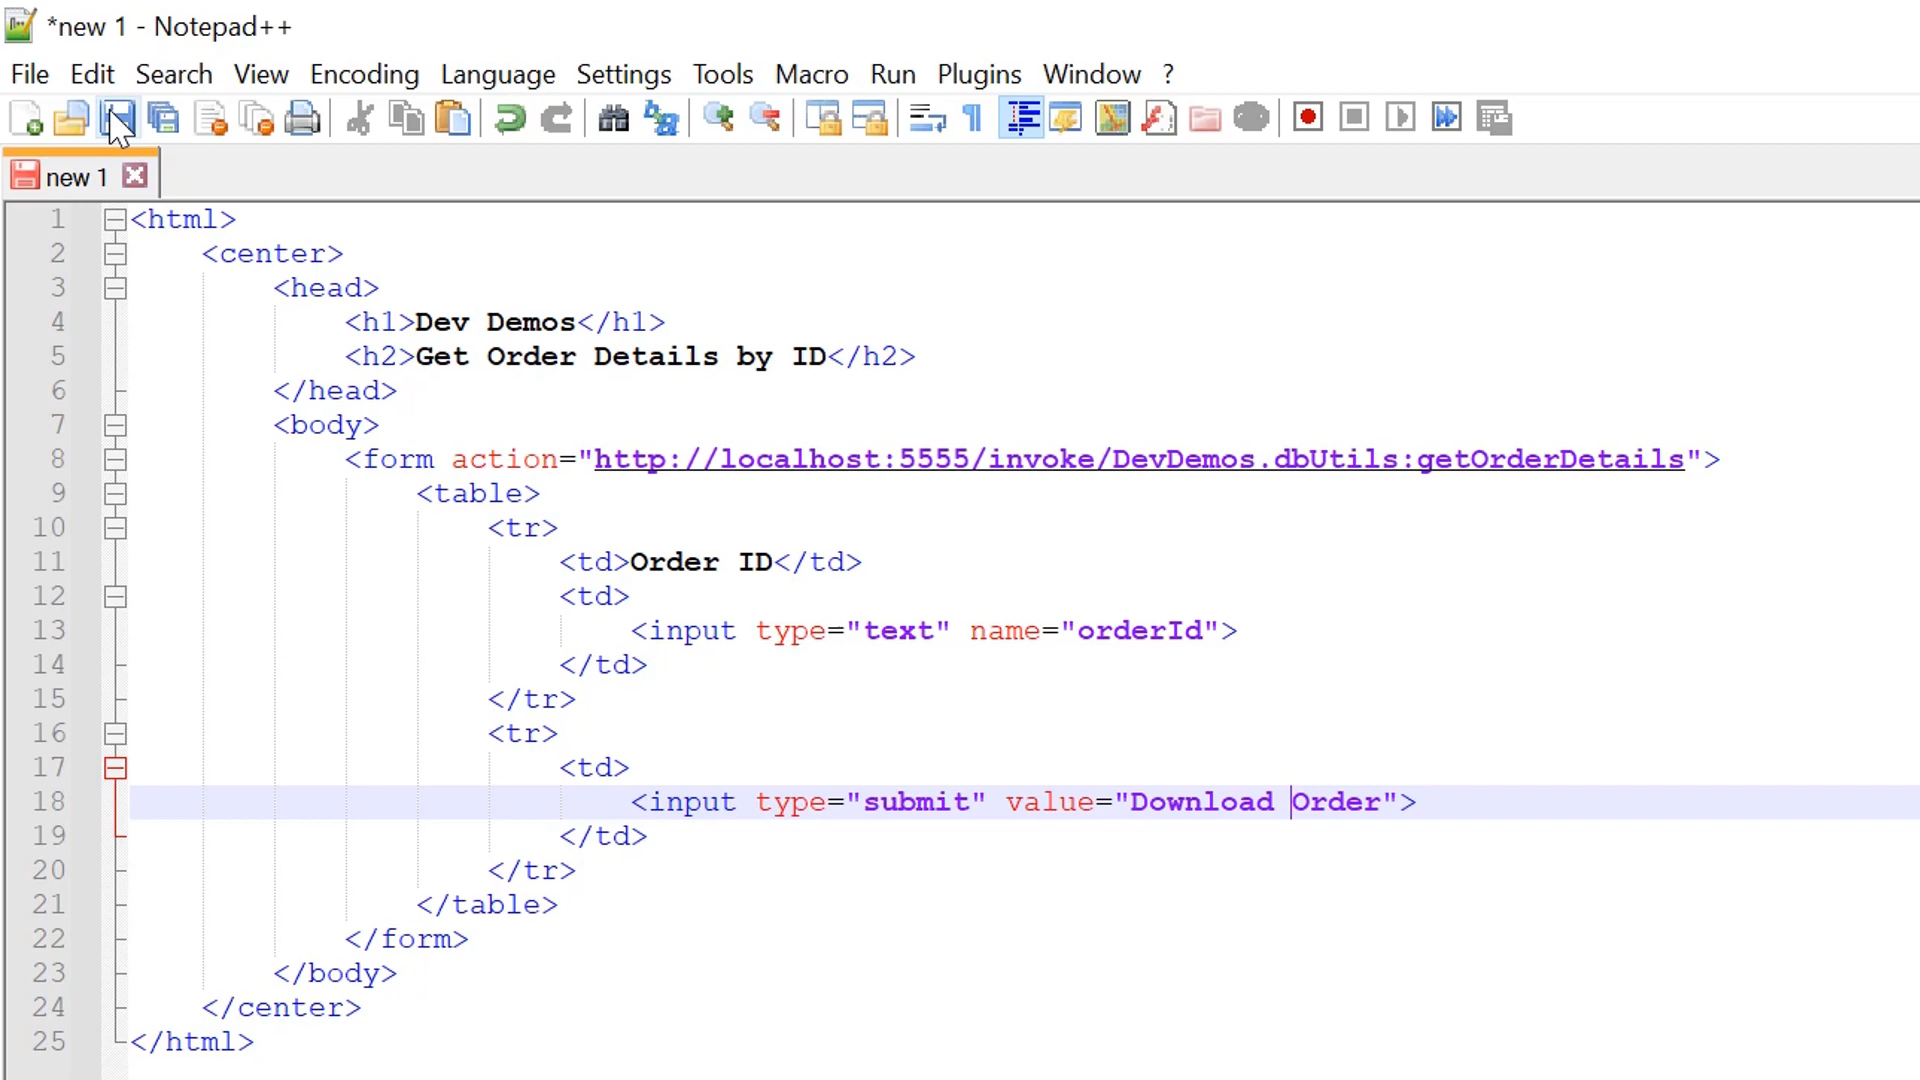 *new 1 - Notepad++
File Edit Search View Encoding Language Settings Tools Macro Run Plugins Window ?
new 1
1 <html>
2 <center>
3 <head>
4 <h1>Dev Demos</h1>
5 <h2>Get Order Details by ID</h2>
6 </head>
7 <body>
8 <form action="http://localhost:5555/invoke/DevDemos.dbUtils:getOrderDetails">
9 <table>
10 <tr>
11 <td>Order ID</td>
12 <td>
13 <input type="text" name="orderId">
14 </td>
15 </tr>
16 <tr>
17 <td>
18 <input type="submit" value="Download Order">
19 </td>
20 </tr>
21 </table>
22 </form>
23 </body>
24 </center>
25 </html>